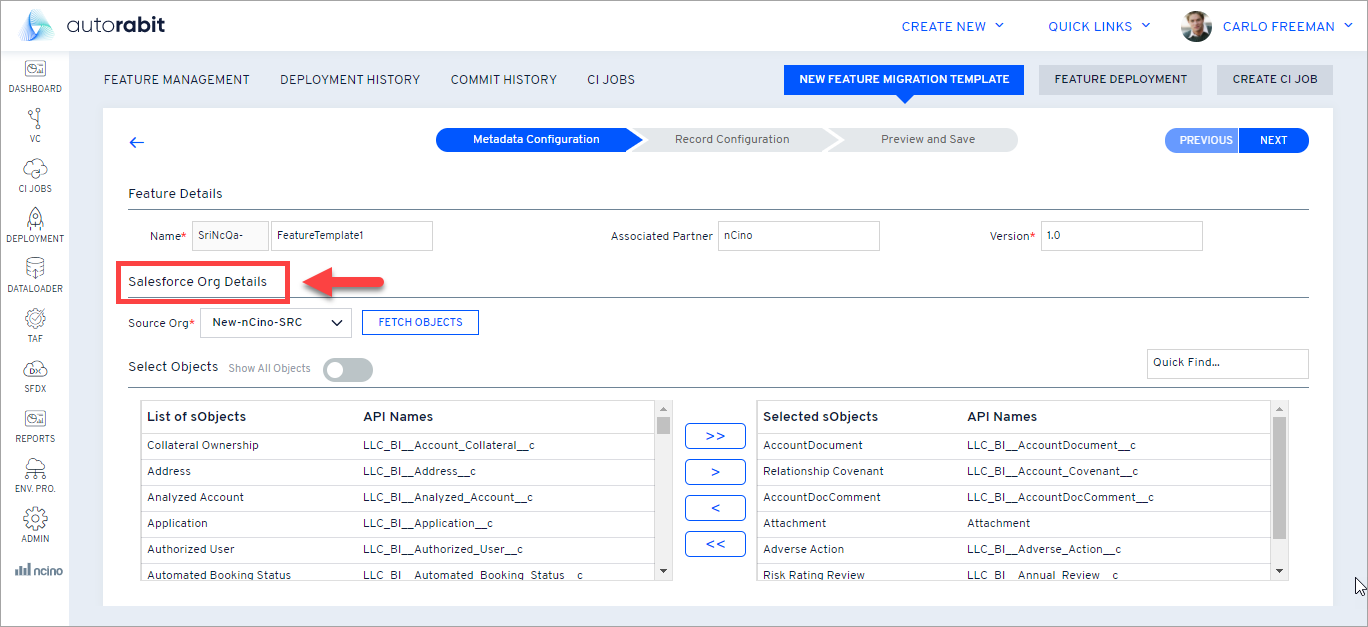 autorabit
CREATE NEW
QUICK LINKS
CARLO FREEMAN
DASHBOARD
VC
CI JOBS
DEPLOYMENT
DATALOADER
TAF
DX
SFDX
REPORTS
ENV. PRO.
ADMIN
ncino
FEATURE MANAGEMENT
DEPLOYMENT HISTORY
COMMIT HISTORY
CI JOBS
NEW FEATURE MIGRATION TEMPLATE
FEATURE DEPLOYMENT
CREATE CI JOB
Metadata Configuration
Record Configuration
Preview and Save
PREVIOUS
NEXT
Feature Details
Name* SriNcQa- FeatureTemplate1
Associated Partner nCino
Version* 1.0
Salesforce Org Details
Source Org* New-nCino-SRC
FETCH OBJECTS
Select Objects Show All Objects
Quick Find...
List of sObjects API Names
Collateral Ownership LLC_BI__Account_Collateral__c
Address LLC_BI__Address__c
Analyzed Account LLC_BI__Analyzed_Account__c
Application LLC_BI__Application__c
Authorized User LLC_BI__Authorized_User__c
Automated Booking Status LLC_BI__Automated_Booking_Status__c
>>
>
<
<<
Selected sObjects API Names
AccountDocument LLC_BI__AccountDocument__c
Relationship Covenant LLC_BI__Account_Covenant__c
AccountDocComment LLC_BI__AccountDocComment__c
Attachment Attachment
Adverse Action LLC_BI__Adverse_Action__c
Risk Rating Review LLC_BI__Annual_Review__c